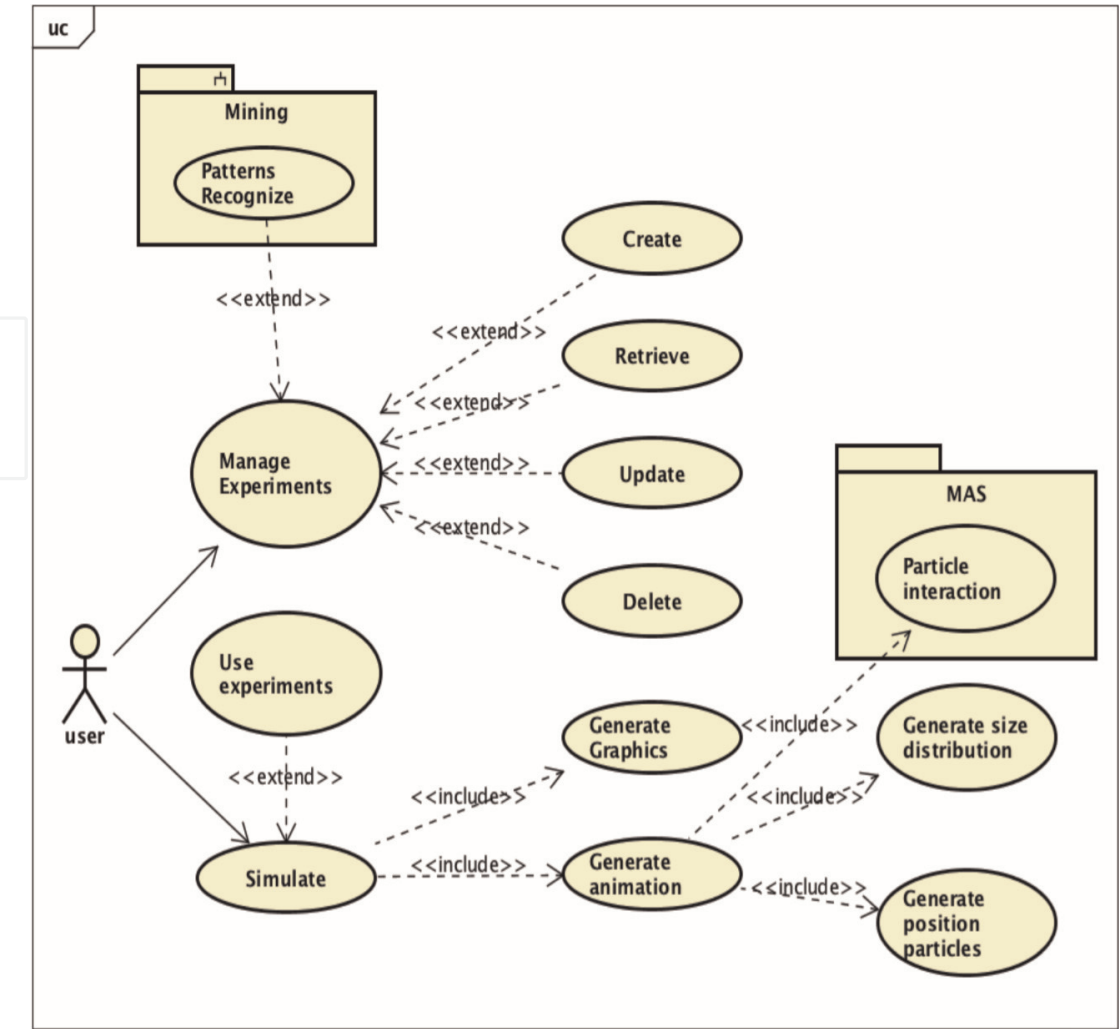 uc
Mining
Patterns
Recognize
<<extend>>
Create
<<extend>>
Retrieve
<<extend>>
Manage
Experiments
<<extend>>
Update
<<extend>>
Delete
MAS
Particle
interaction
user
Use
experiments
<<extend>>
Simulate
<<include>>
Generate
Graphics
<<include>>
Generate
animation
<<include>>
<<include>>
Generate size
distribution
<<include>>
Generate
position
particles